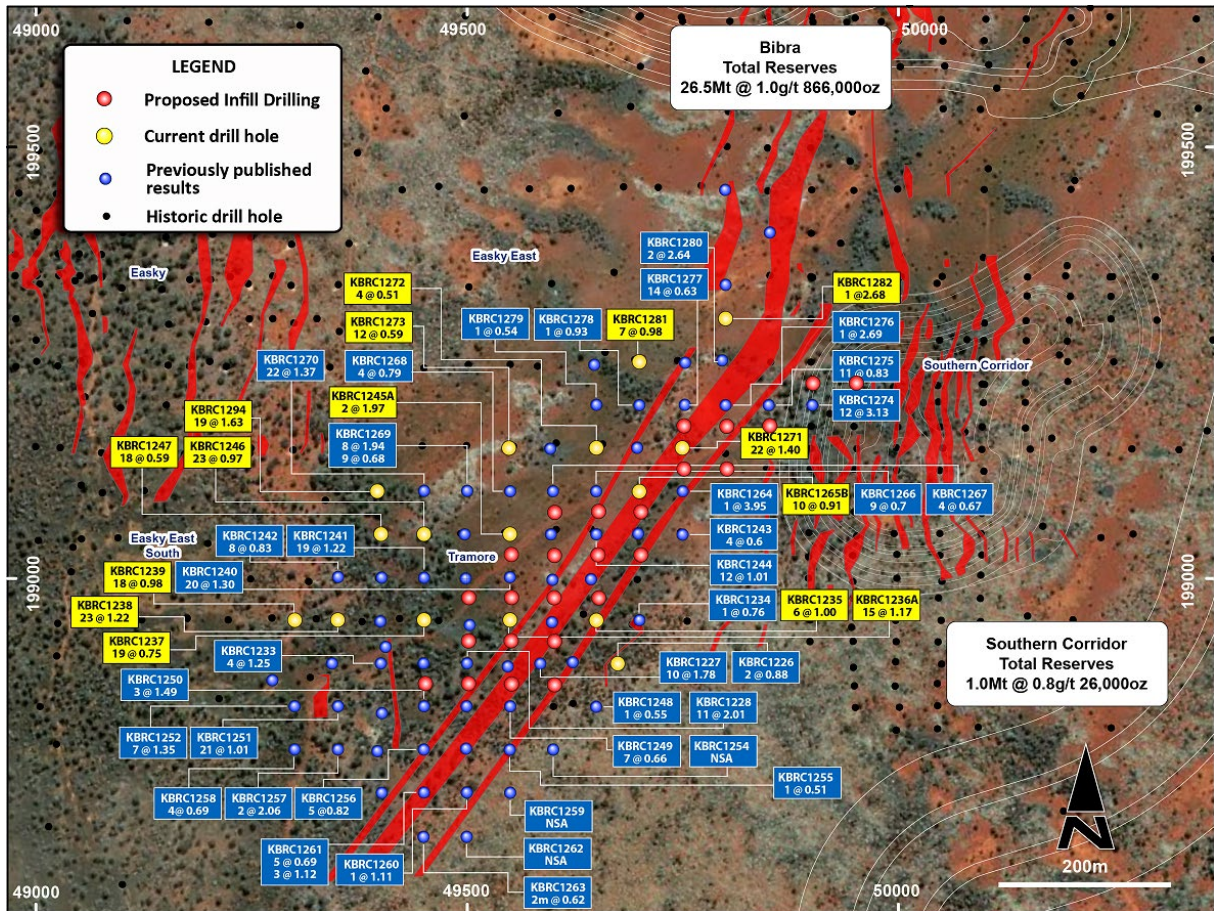 49000
49500
50000
LEGEND
Proposed Infill Drilling
Current drill hole
Previously published
results
Historic drill hole
Bibra
Total Reserves
26.5Mt @ 1.0g/t 866,000oz
199500
199500
Easky
Easky East
KBRC1280
2 @ 2.64
KBRC1277
14 @ 0.63
KBRC1272
4 @ 0.51
KBRC1273
12 @ 0.59
KBRC1279
1 @ 0.54
KBRC1278
1 @ 0.93
KBRC1281
7 @ 0.98
KBRC1282
1 @2.68
KBRC1276
1 @ 2.69
KBRC1275
11 @ 0.83
KBRC1274
12 @ 3.13
Southern Corridor
KBRC1270
22 @ 1.37
KBRC1268
4 @ 0.79
KBRC1245A
2 @ 1.97
KBRC1269
8 @ 1.94
9 @ 0.68
KBRC1294
19 @ 1.63
KBRC1247
18 @ 0.59
KBRC1246
23 @ 0.97
KBRC1271
22 @ 1.40
KBRC1264
1 @ 3.95
KBRC1265B
10 @ 0.91
KBRC1266
9 @ 0.7
KBRC1267
4 @ 0.67
KBRC1243
4 @ 0.6
KBRC1244
12 @ 1.01
Easky East
South
KBRC1242
8 @ 0.83
KBRC1241
19 @ 1.22
Tramore
199000
199000
KBRC1239
18 @ 0.98
KBRC1240
20 @ 1.30
KBRC1238
23 @ 1.22
KBRC1237
19 @ 0.75
KBRC1234
1 @ 0.76
KBRC1235
6 @ 1.00
KBRC1236A
15 @ 1.17
KBRC1233
4 @ 1.25
KBRC1250
3 @ 1.49
KBRC1227
10 @ 1.78
KBRC1226
2 @ 0.88
Southern Corridor
Total Reserves
1.0Mt @ 0.8g/t 26,000oz
KBRC1252
7 @ 1.35
KBRC1251
21 @ 1.01
KBRC1248
1 @ 0.55
KBRC1228
11 @ 2.01
KBRC1249
7 @ 0.66
KBRC1254
NSA
KBRC1255
1 @ 0.51
KBRC1258
4@ 0.69
KBRC1257
2 @ 2.06
KBRC1256
5 @0.82
KBRC1259
NSA
KBRC1261
5 @ 0.69
3 @ 1.12
KBRC1260
1 @ 1.11
KBRC1262
NSA
KBRC1263
2m @ 0.62
N
200m
49000
49500
50000